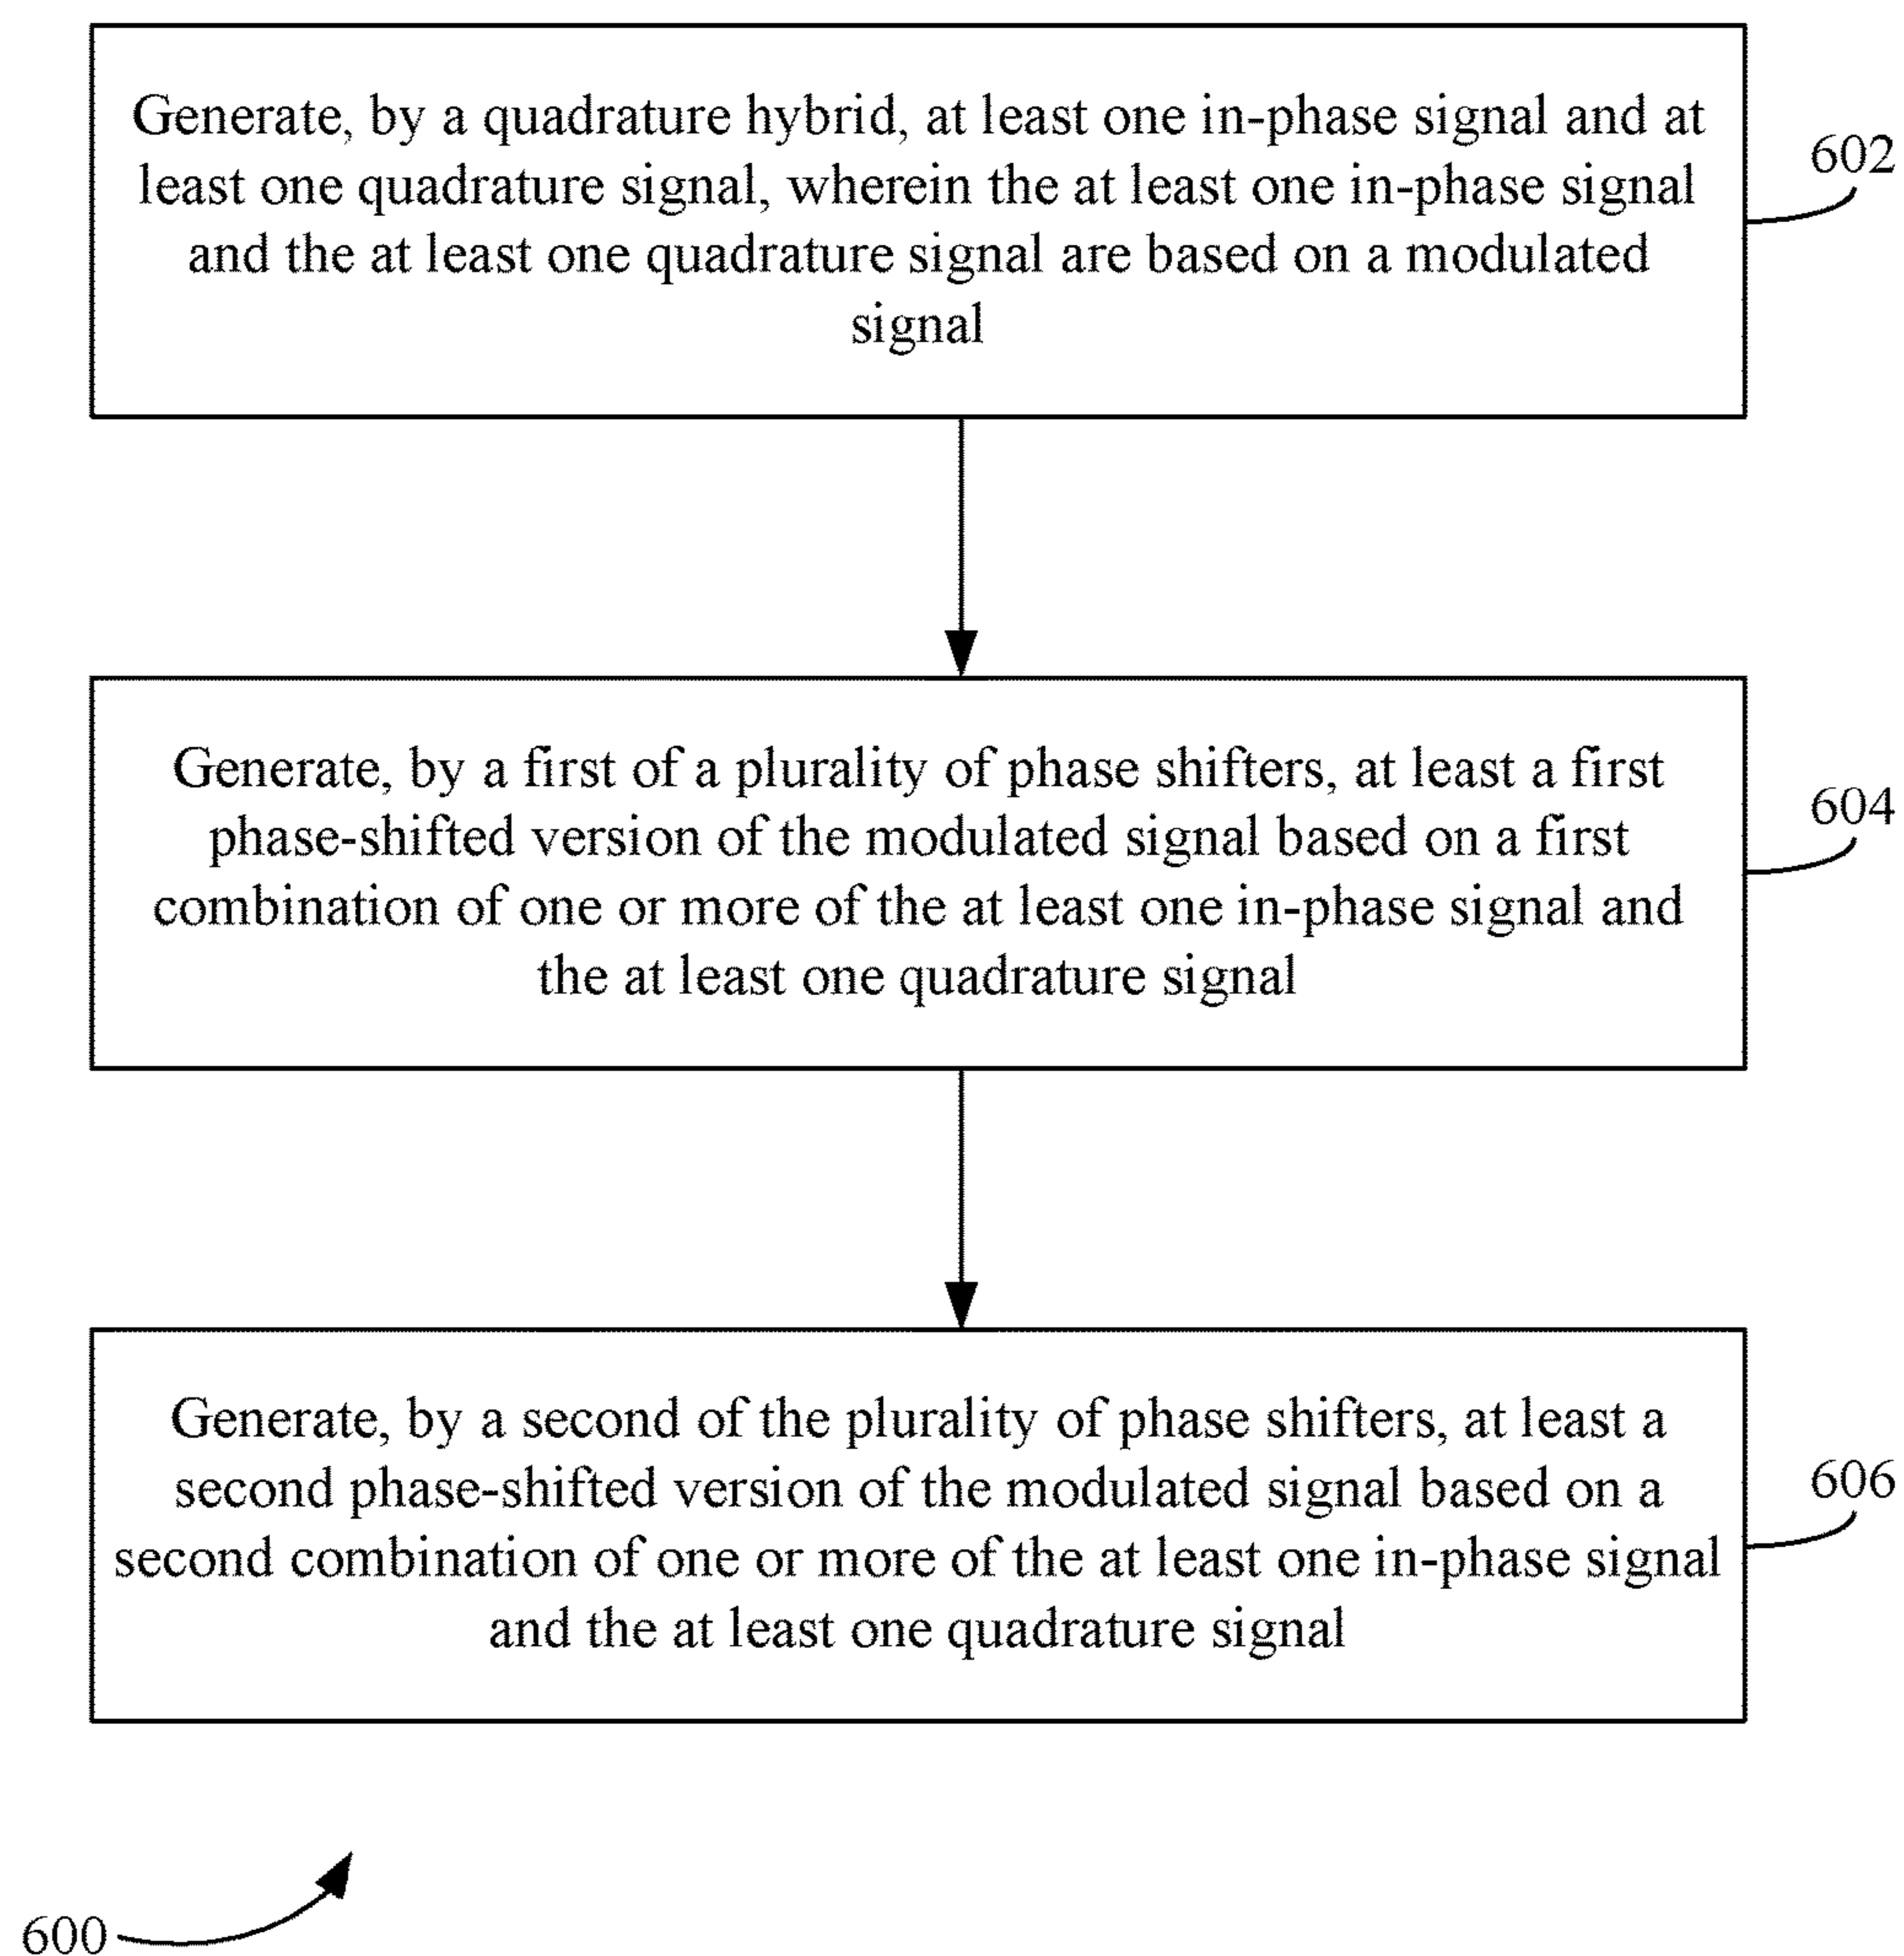 Generate, by a quadrature hybrid, at least one in-phase signal and at
least one quadrature signal, wherein the at least one in-phase signal
and the at least one quadrature signal are based on a modulated
signal
602
Generate, by a first of a plurality of phase shifters, at least a first
phase-shifted version of the modulated signal based on a first
combination of one or more of the at least one in-phase signal and
the at least one quadrature signal
604
Generate, by a second of the plurality of phase shifters, at least a
second phase-shifted version of the modulated signal based on a
second combination of one or more of the at least one in-phase signal
and the at least one quadrature signal
606
600